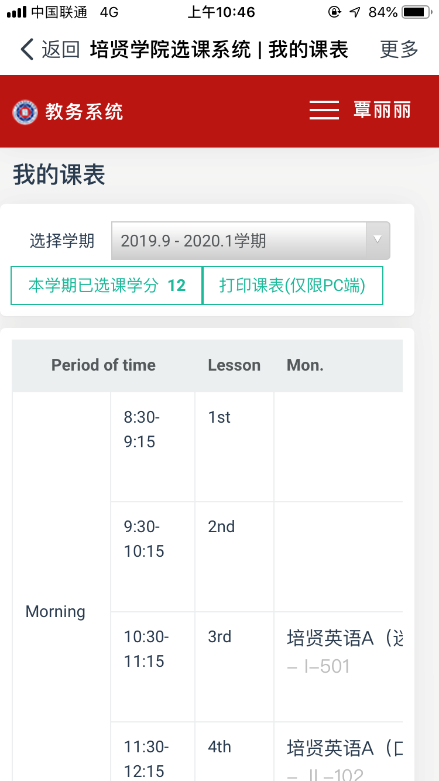 中国联通 4G 上午10:46 84%
返回 培贤学院选课系统 | 我的课表 更多
教务系统 覃丽丽
我的课表
选择学期 2019.9 - 2020.1学期
本学期已选课学分 12 打印课表(仅限PC端)
Period of time Lesson Mon.
8:30- 1st
9:15
9:30- 2nd
10:15
Morning
10:30- 3rd 培贤英语A（
11:15 – I–501
11:30- 4th 培贤英语A（口
12:15 – JL–102